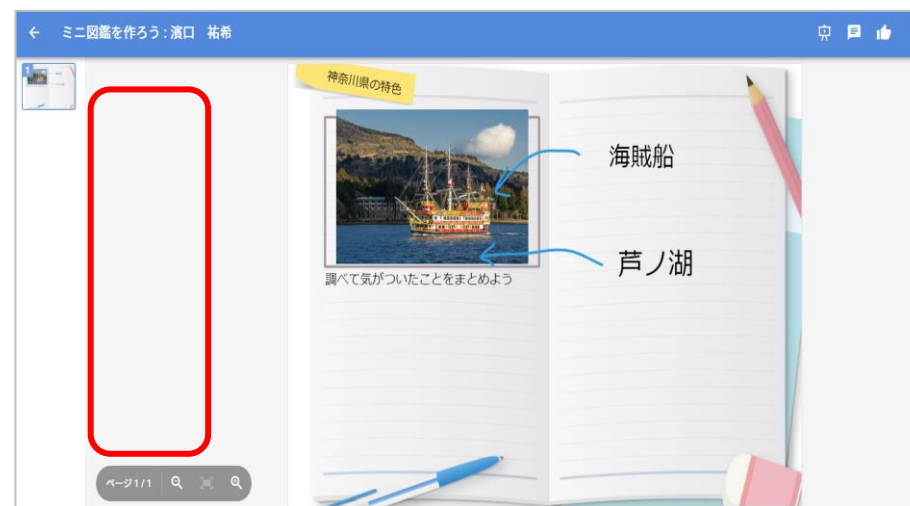 ミニ図鑑を作ろう:濱口 祐希
1
神奈川県の特色
海賊船
芦ノ湖
調べて気がついたことをまとめよう
ページ1/1